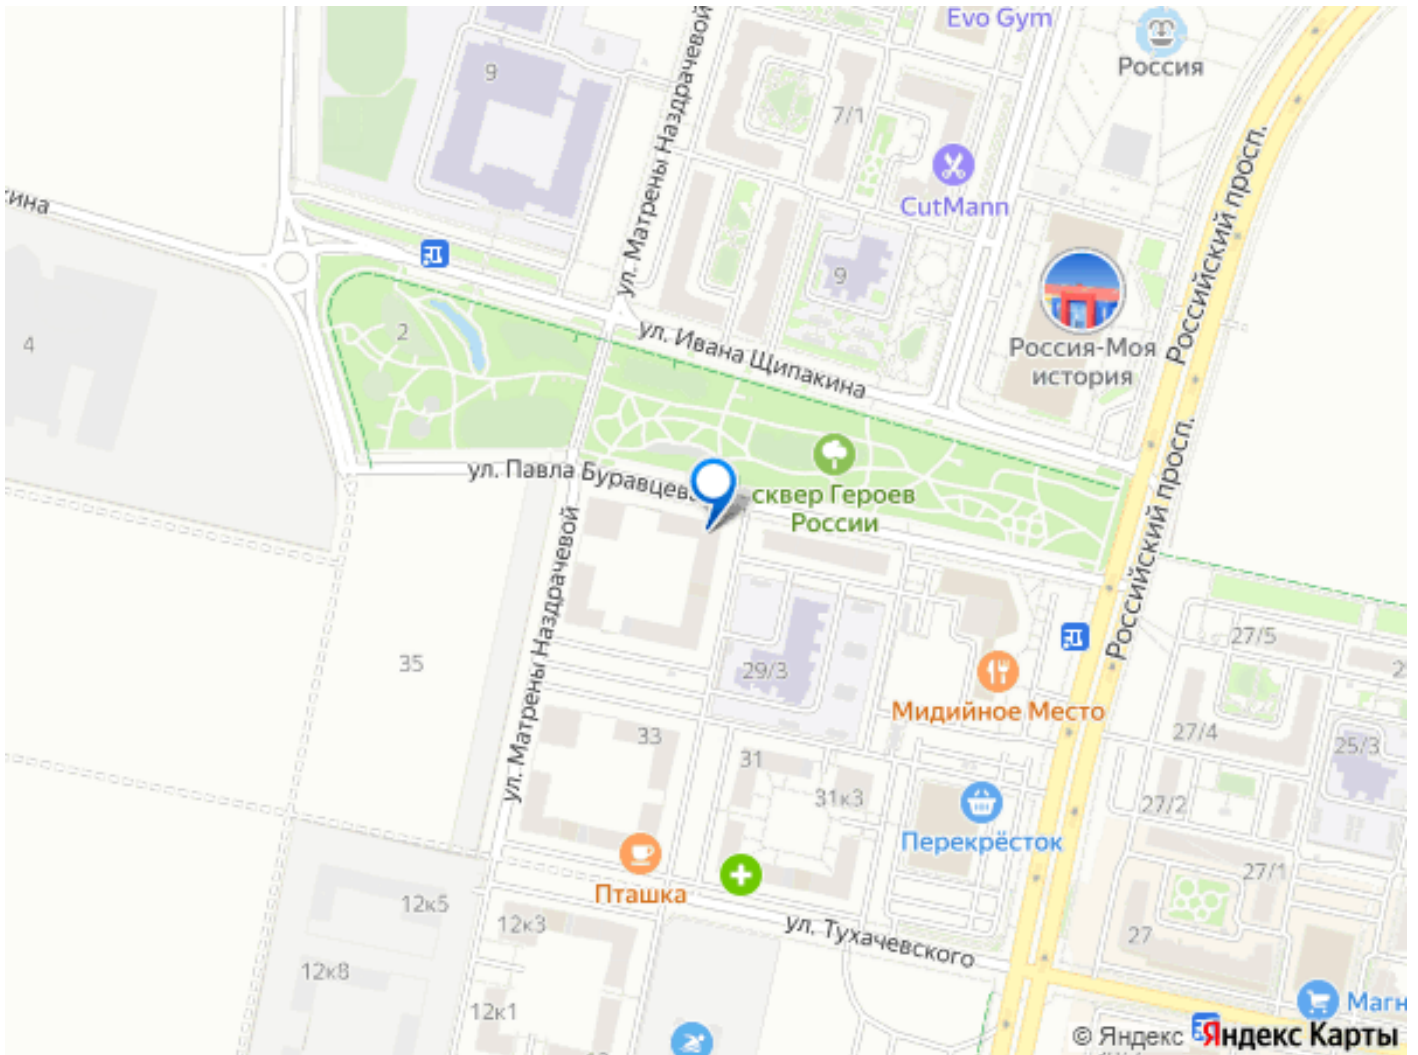 Evo Gym
Россия
9
7/1
ул. Матрены Наздрачевой
CutMann
Российский просп.
кина
9
4
2
ул. Ивана Щипакина
Россия-Моя
история
ул. Павла Буравцева
сквер Героев
России
Российский просп.
ул. Матрены Наздрачевой
35
29/3
27/5
Мидийное Место
33
31
27/4
25/3
31к3
27/2
Перекрёсток
27/1
Пташка
12к5
12к3
ул. Тухачевского
27
12к8
12к1
Магн
© Яндекс
Яндекс Карты